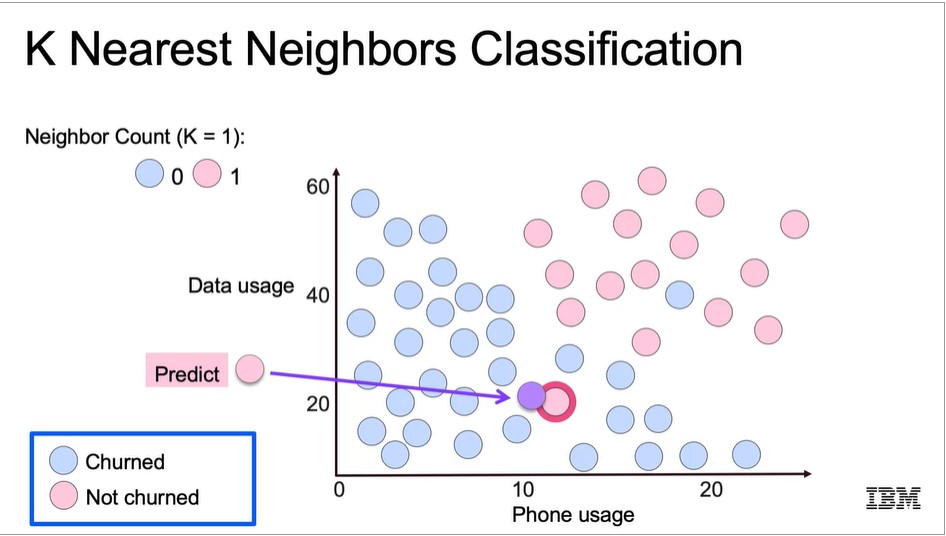 K Nearest Neighbors Classification
Neighbor Count (K = 1):
0 1
60
Data usage 40
Predict
20
Churned
Not churned
0 10 20
Phone usage
IBM